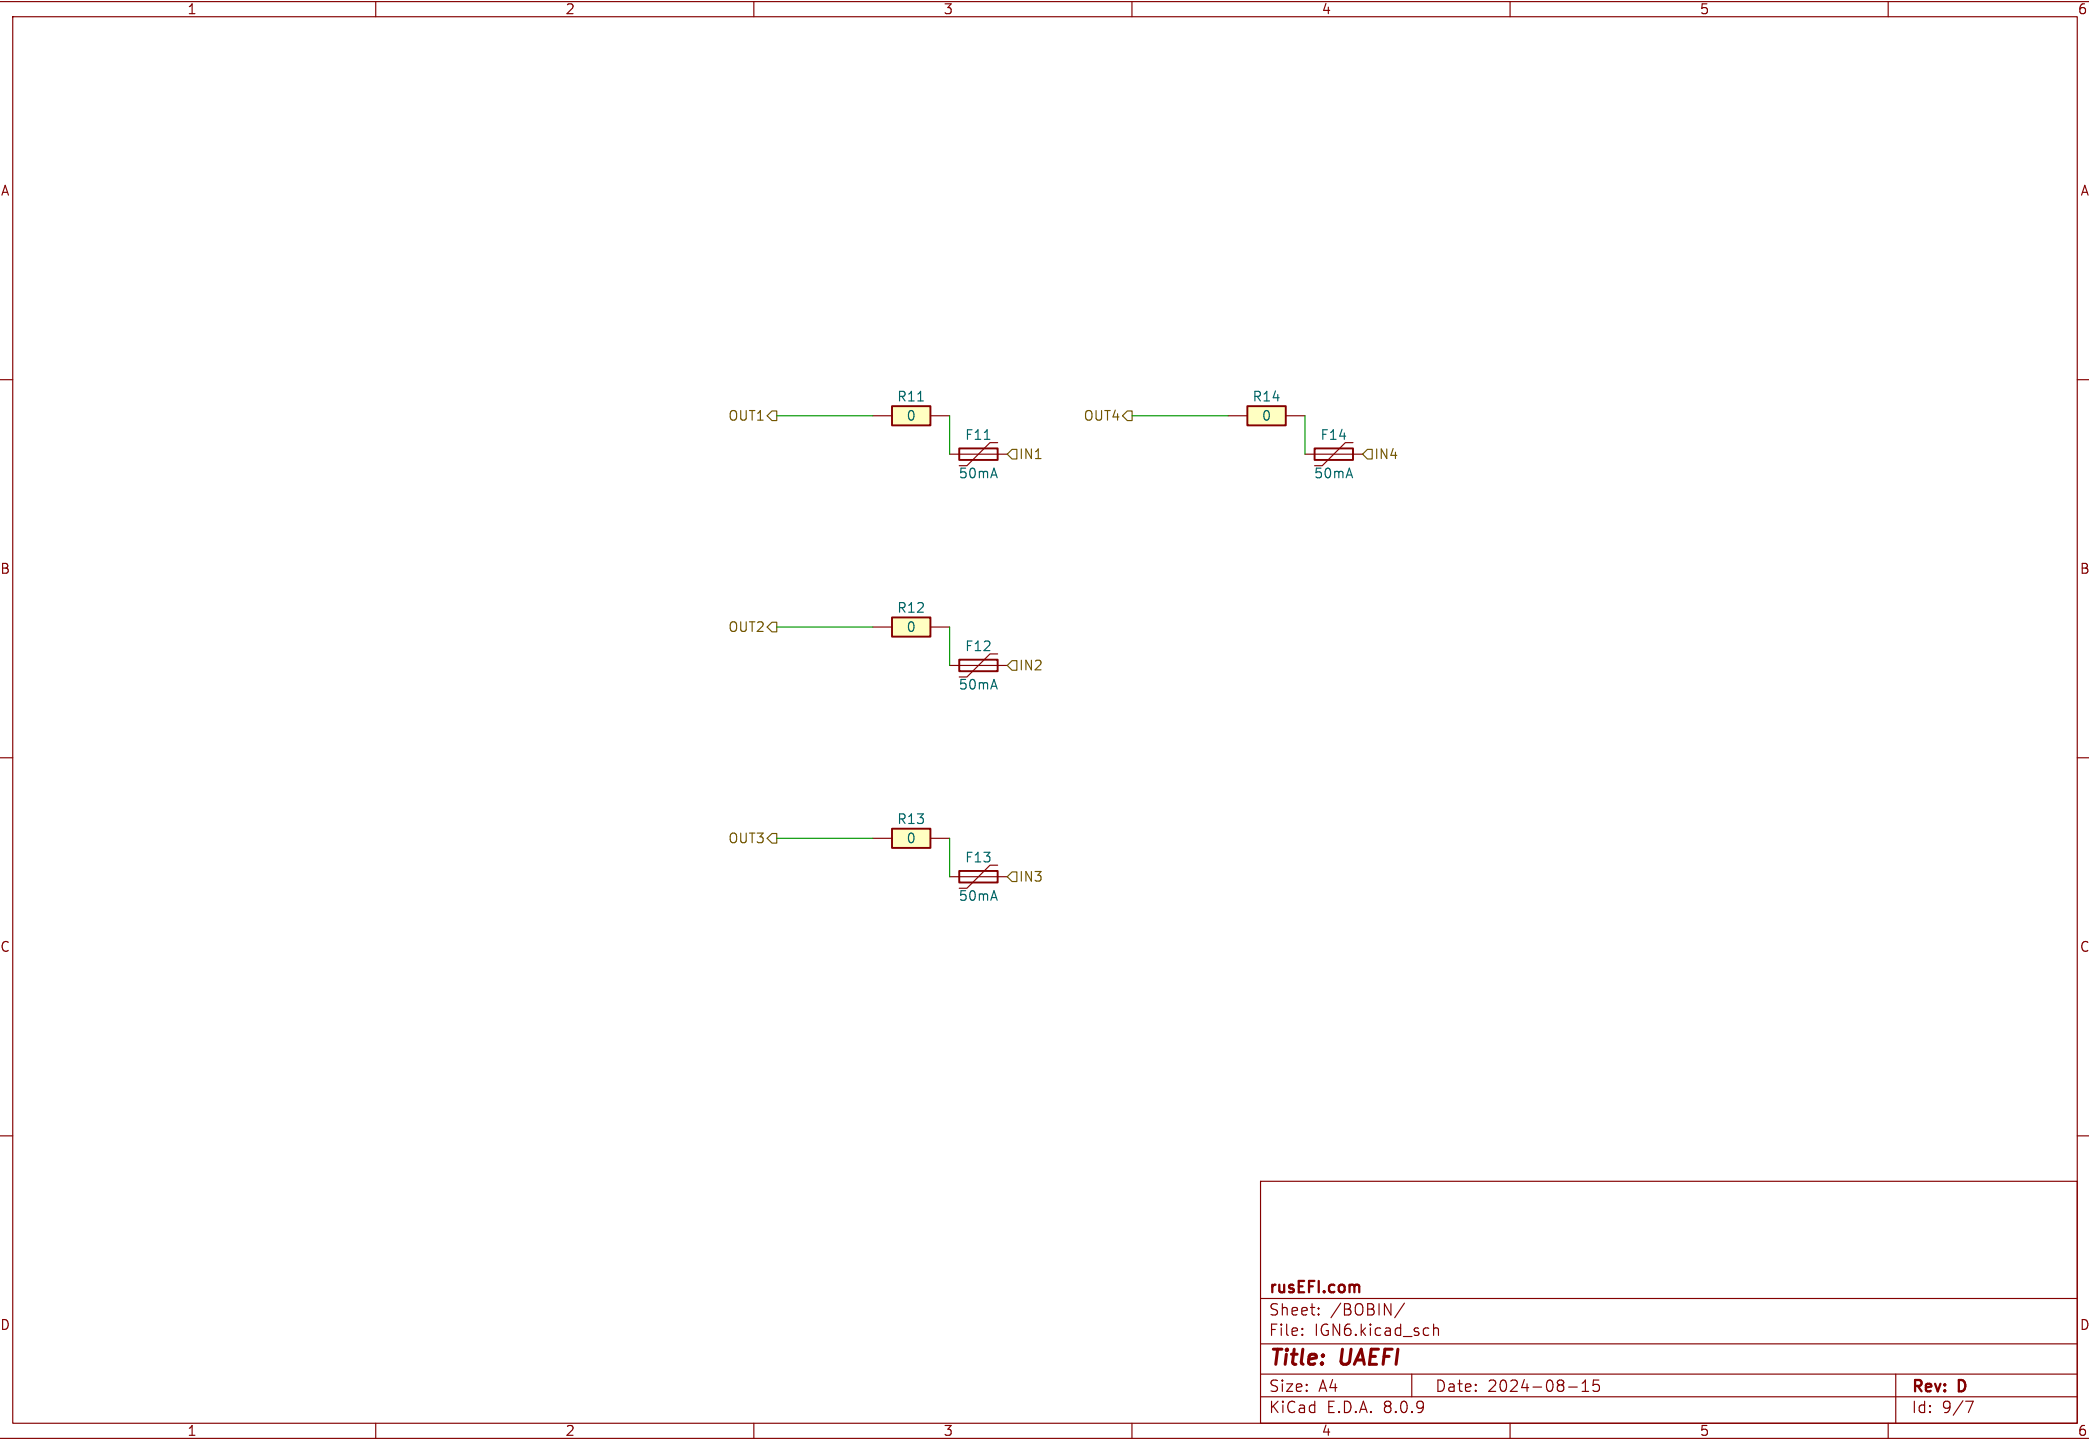 1 2 3 4 5 6
A A
R11 R14
OUT1 0 OUT4 0
F11 F14
IN1 IN4
50mA 50mA
B B
R12
OUT2 0
F12
IN2
50mA
R13
OUT3 0
F13
IN3
50mA
C C
rusEFI.com
Sheet: /BOBIN/
File: IGN6.kicad_sch
D D
Title: UAEFI
Size: A4 Date: 2024-08-15 Rev: D
KiCad E.D.A. 8.0.9 Id: 9/7
1 2 3 4 5 6